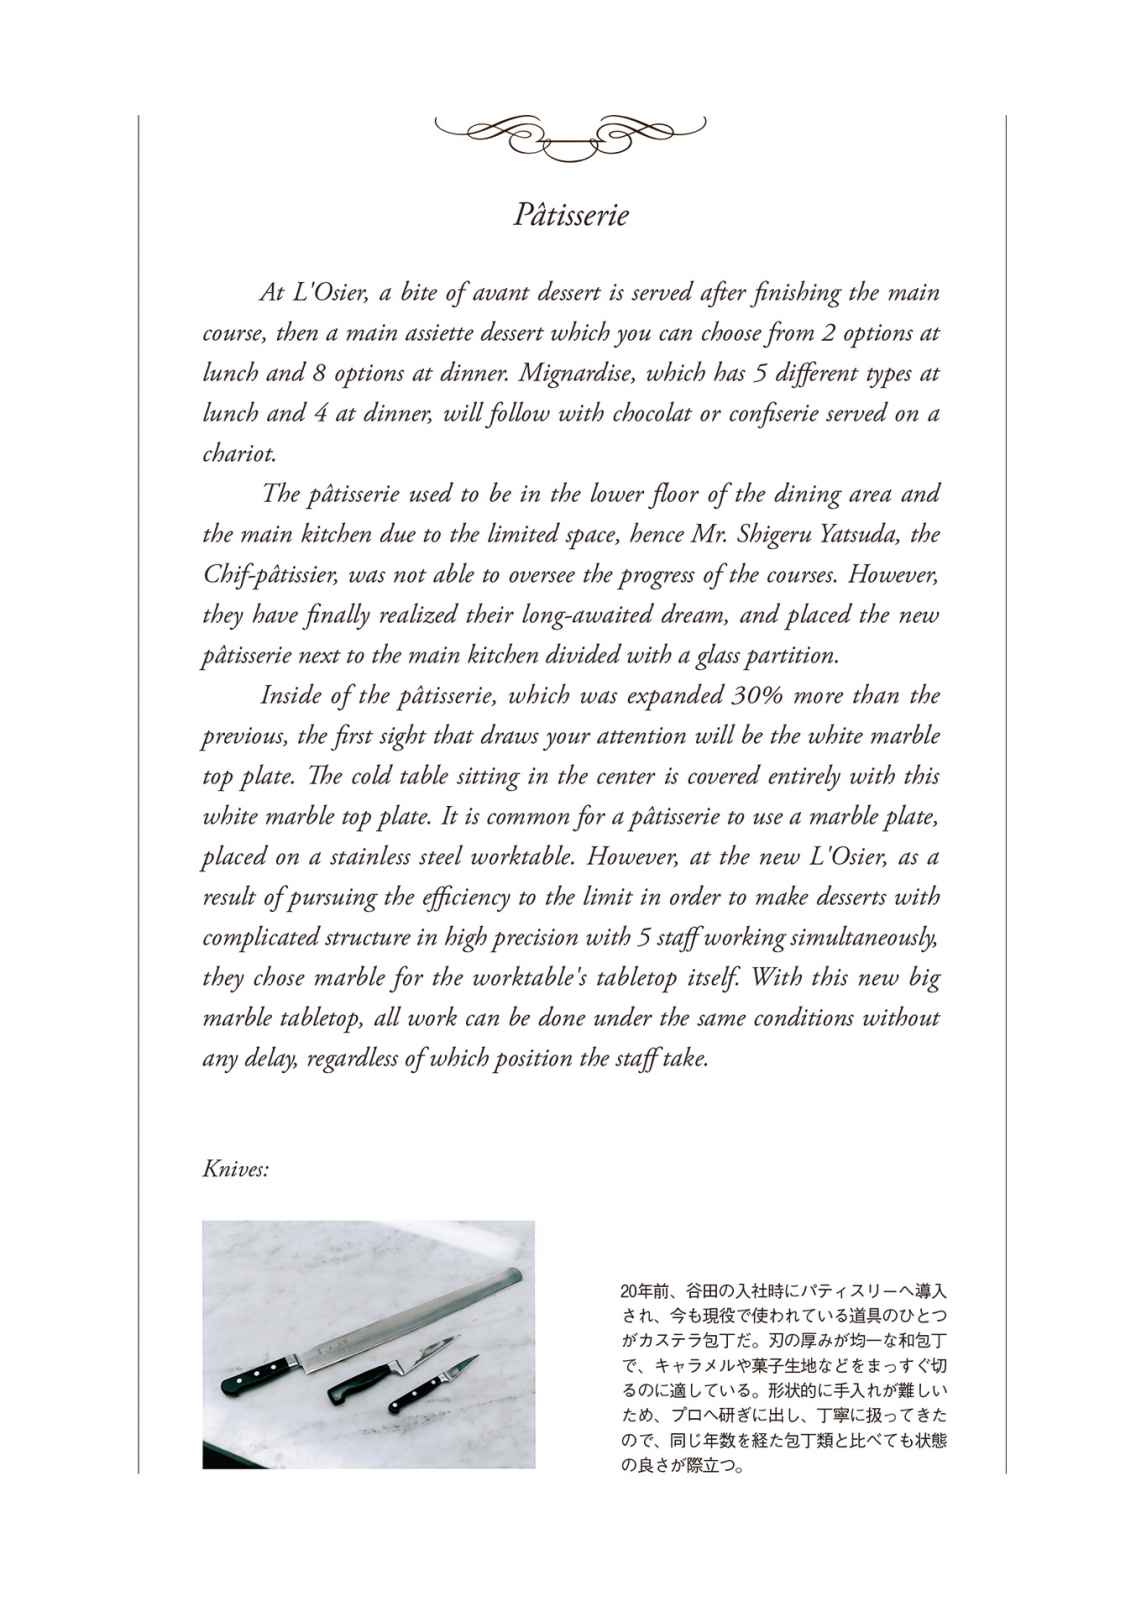 Pâtisserie
At L'Osier, a bite of avant dessert is served after finishing the main
course, then a main assiette dessert which you can choose from 2 options at
lunch and 8 options at dinner. Mignardise, which has 5 different types at
lunch and 4 at dinner, will follow with chocolat or confiserie served on a
chariot.
The pâtisserie used to be in the lower floor of the dining area and
the main kitchen due to the limited space, hence Mr. Shigeru Yatsuda, the
Chif-pâtissier, was not able to oversee the progress of the courses. However,
they have finally realized their long-awaited dream, and placed the new
pâtisserie next to the main kitchen divided with a glass partition.
Inside of the pâtisserie, which was expanded 30% more than the
previous, the first sight that draws your attention will be the white marble
top plate. The cold table sitting in the center is covered entirely with this
white marble top plate. It is common for a pâtisserie to use a marble plate,
placed on a stainless steel worktable. However, at the new L'Osier, as a
result of pursuing the efficiency to the limit in order to make desserts with
complicated structure in high precision with 5 staff working simultaneously,
they chose marble for the worktable's tabletop itself. With this new big
marble tabletop, all work can be done under the same conditions without
any delay, regardless of which position the staff take.
Knives:
20年前、谷田の入社時にパティスリーへ導入
され、今も現役で使われている道具のひとつ
がカステラ包丁だ。刃の厚みが均一な和包丁
で、キャラメルや菓子生地などをまっすぐ切
るのに適している。形状的に手入れが難しい
ため、プロへ研ぎに出し、丁寧に扱ってきた
ので、同じ年数を経た包丁類と比べても状態
の良さが際立つ。